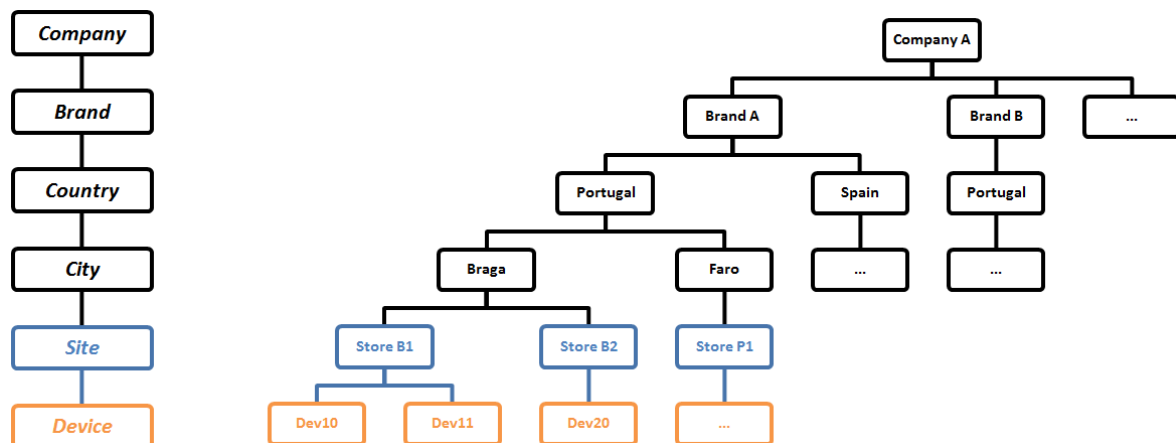 Company
Company A
Brand
Brand A
Brand B
...
Country
Portugal
Spain
Portugal
City
Braga
Faro
...
...
Site
Store B1
Store B2
Store P1
Device
Dev10
Dev11
Dev20
...